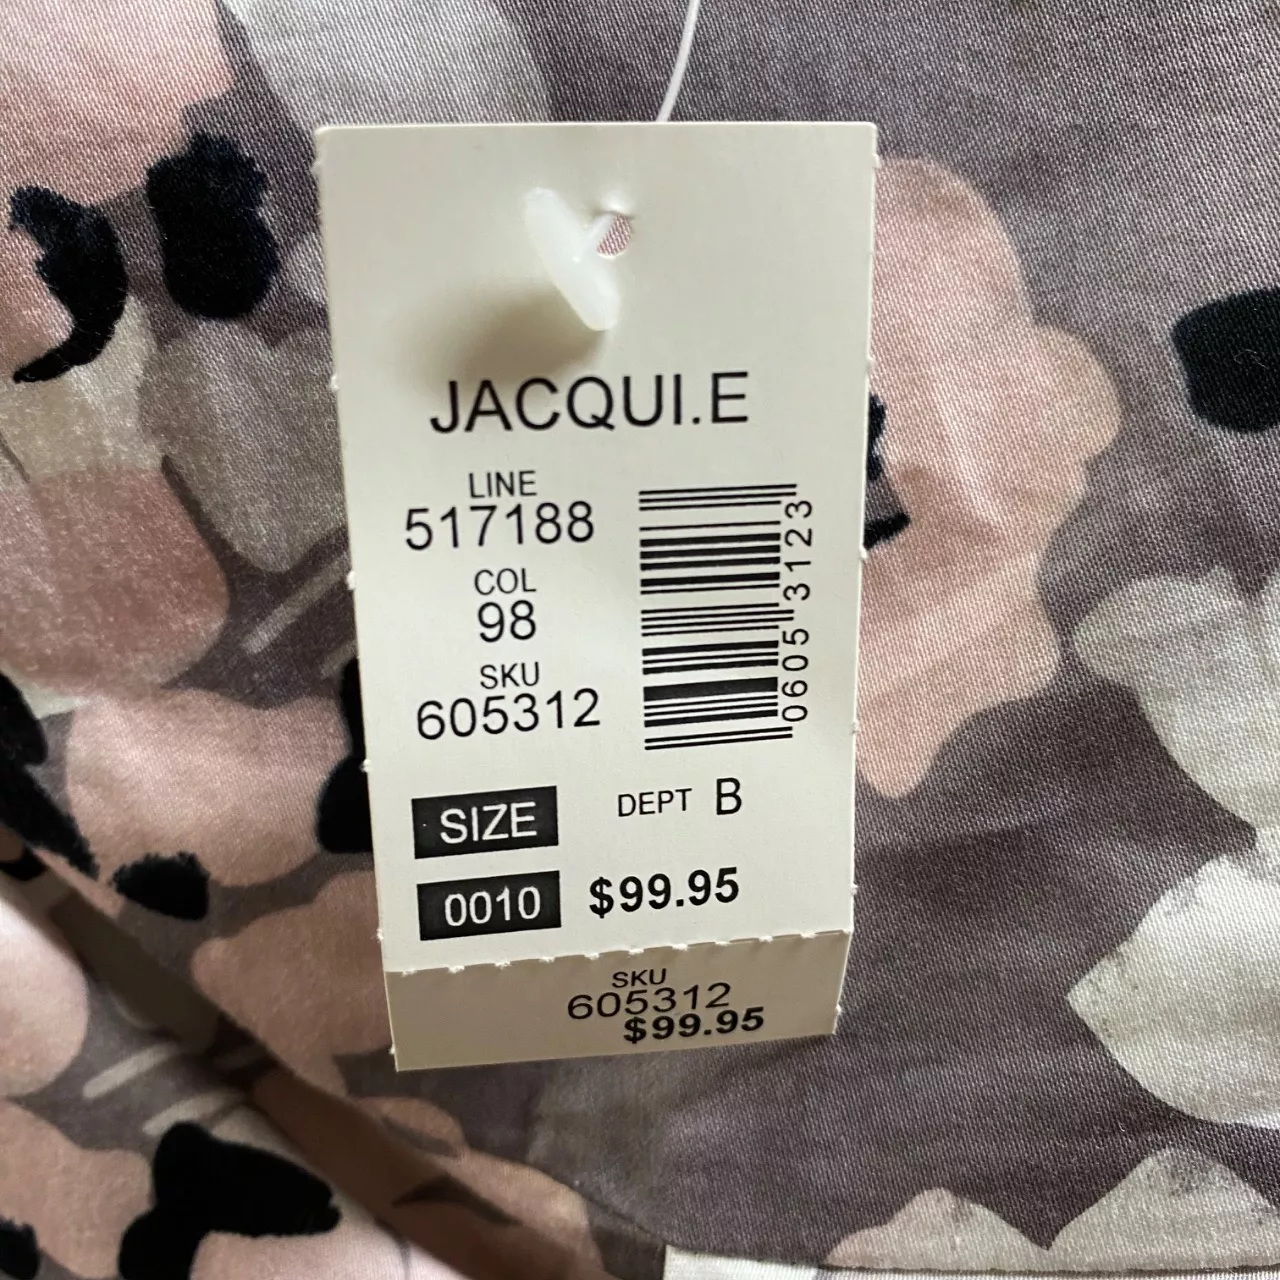 JACQUI.E
LINE
517188
COL
98
SKU
605312
0605 3123
SIZE
DEPT B
0010
$99.95
SKU
605312
$99.95